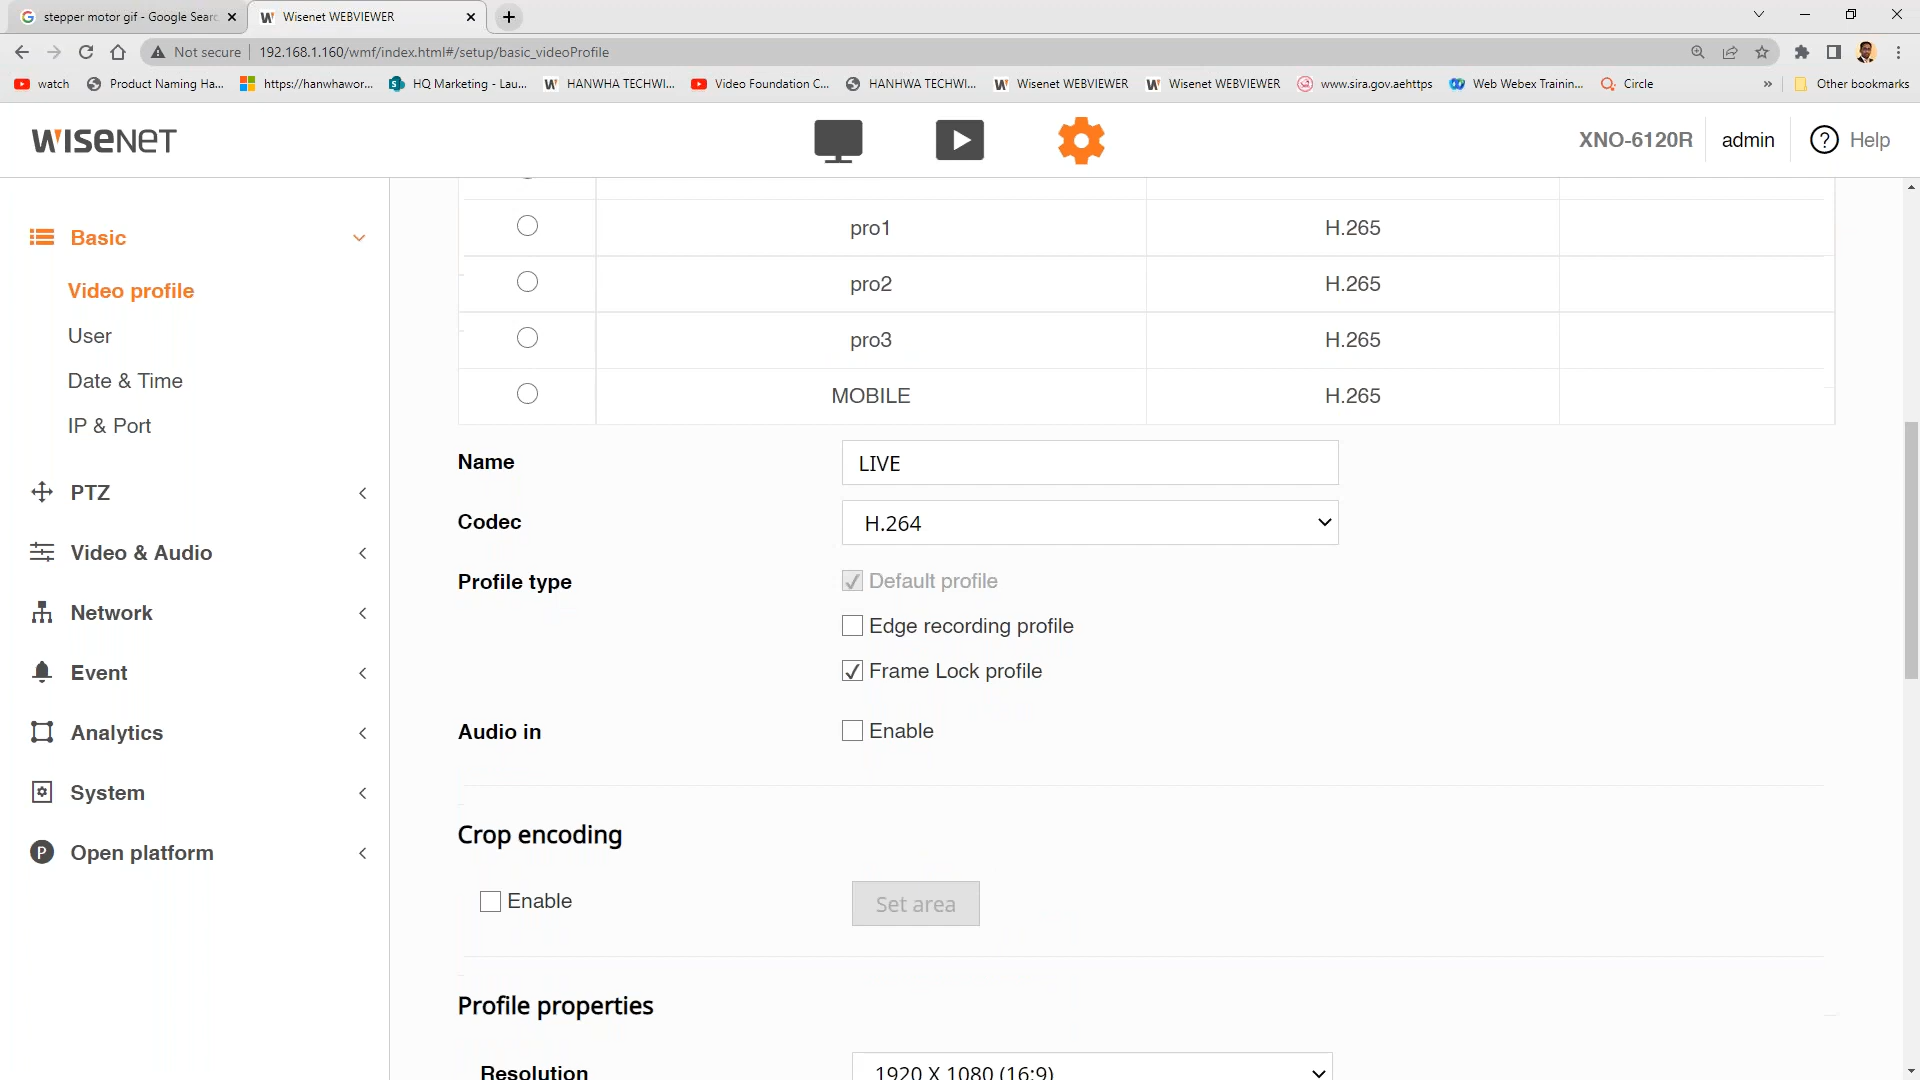 stepper motor gif - Google Searc
Wisenet WEBVIEWER
Not secure
192.168.1.160/wmf/index.html#/setup/basic_videoProfile
watch
Product Naming Ha...
https://hanwhawor...
HQ Marketing - Lau...
HANWHA TECHWI...
Video Foundation C...
HANHWA TECHWI...
Wisenet WEBVIEWER
Wisenet WEBVIEWER
www.sira.gov.aehttps
Web Webex Trainin...
Circle
»
Other bookmarks
WISENET
XNO-6120R
admin
Help
Basic
Video profile
User
Date & Time
IP & Port
PTZ
Video & Audio
Network
Event
Analytics
System
Open platform
pro1 H.265
pro2 H.265
pro3 H.265
MOBILE H.265
Name LIVE
Codec H.264
Profile type Default profile
Edge recording profile
Frame Lock profile
Audio in Enable
Crop encoding
Enable Set area
Profile properties
Resolution 1920 X 1080 (16:9)